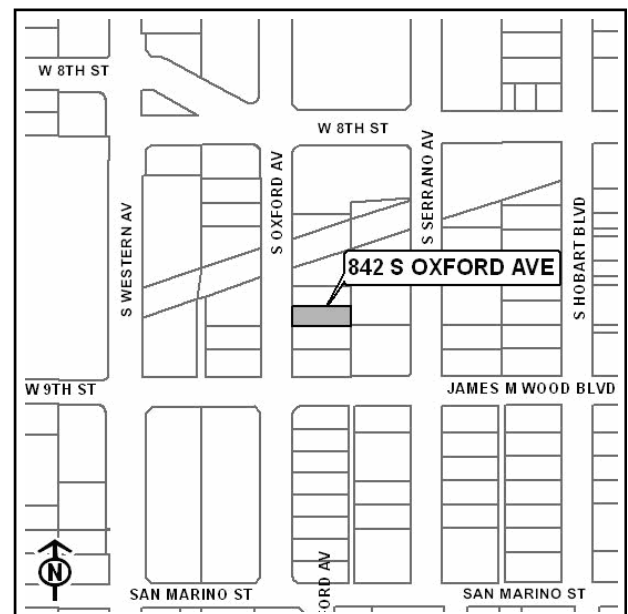 W 8TH ST
W 8TH ST
S OXFORD AV
S SERRANO AV
S WESTERN AV
S HOBART BLVD
842 S OXFORD AVE
W 9TH ST
JAMES M WOOD BLVD
ORD AV
N
SAN MARINO ST
SAN MARINO ST